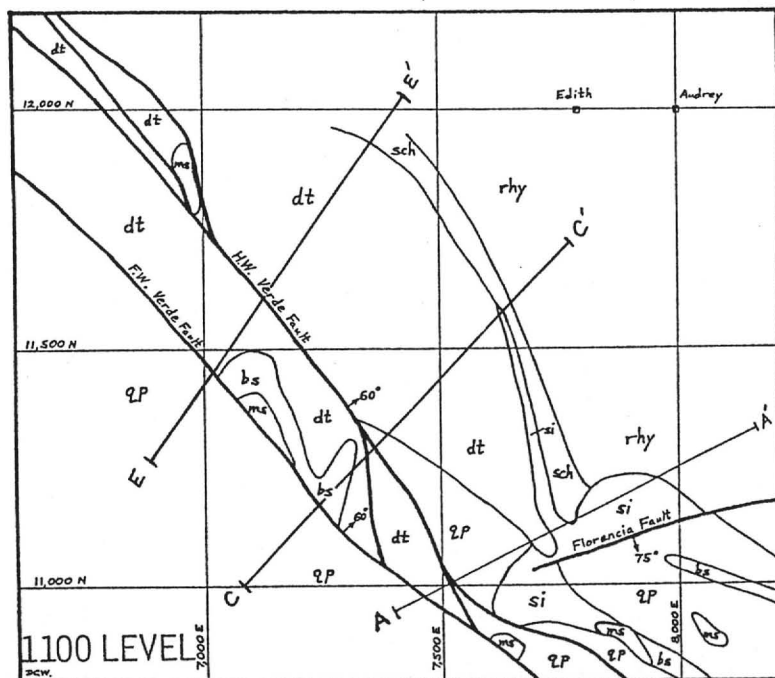 dt
12,000 N
E'
Edith
Audrey
dt
sch
ms
rhy
dt
dt
C'
H.W. Verde Fault
F.W. Verde Fault
11,500 N
qp
bs
60°
ms
dt
si
A'
dt
rhy
sch
E
bs
si
60°
Florencia Fault
qp
dt
75°
11,000 N
qp
bs
C
si
qp
A
ms
ms
1100 LEVEL
7,000 E
7,500 E
8,000 E
ms
qp
qp
bs
P.C.W.